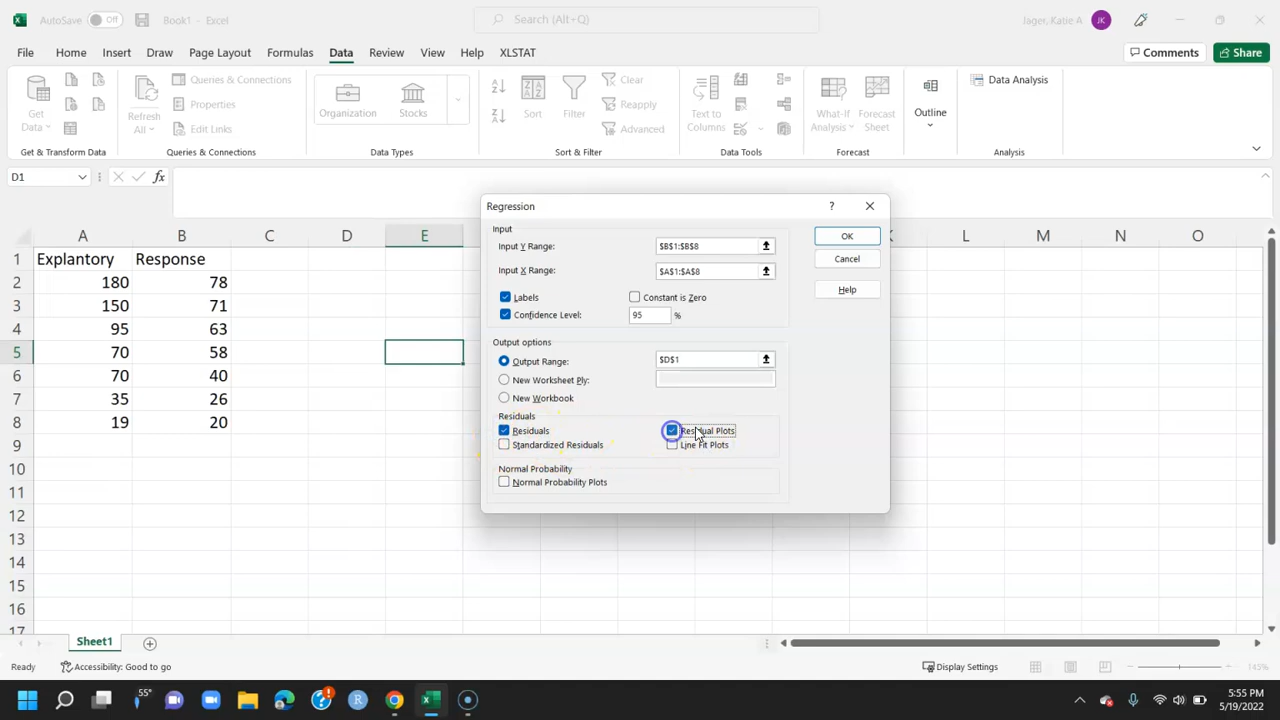 AutoSave Off Book1 - Excel Search (Alt+Q) Jager, Katie A JK
File Home Insert Draw Page Layout Formulas Data Review View Help XLSTAT Comments Share
Get Data Refresh All Queries & Connections Properties Edit Links Organization Stocks Sort Filter Clear Reapply Advanced Text to Columns What-If Analysis Forecast Sheet Outline Data Analysis
Get & Transform Data Queries & Connections Data Types Sort & Filter Data Tools Forecast Analysis
D1 fx
Regression ?
Input
Input Y Range: $B$1:$B$8 OK
Input X Range: $A$1:$A$8 Cancel
Help
Labels Constant is Zero
Confidence Level: 95 %
Output options
Output Range: $D$1
New Worksheet Ply:
New Workbook
Residuals
Residuals Residual Plots
Standardized Residuals Line Fit Plots
Normal Probability
Normal Probability Plots
A B C D E K L M N O
1 Explantory Response
2 180 78
3 150 71
4 95 63
5 70 58
6 70 40
7 35 26
8 19 20
9
10
11
12
13
14
15
16
17
Sheet1
Ready Accessibility: Good to go Display Settings 145%
55° 5:55 PM
5/19/2022